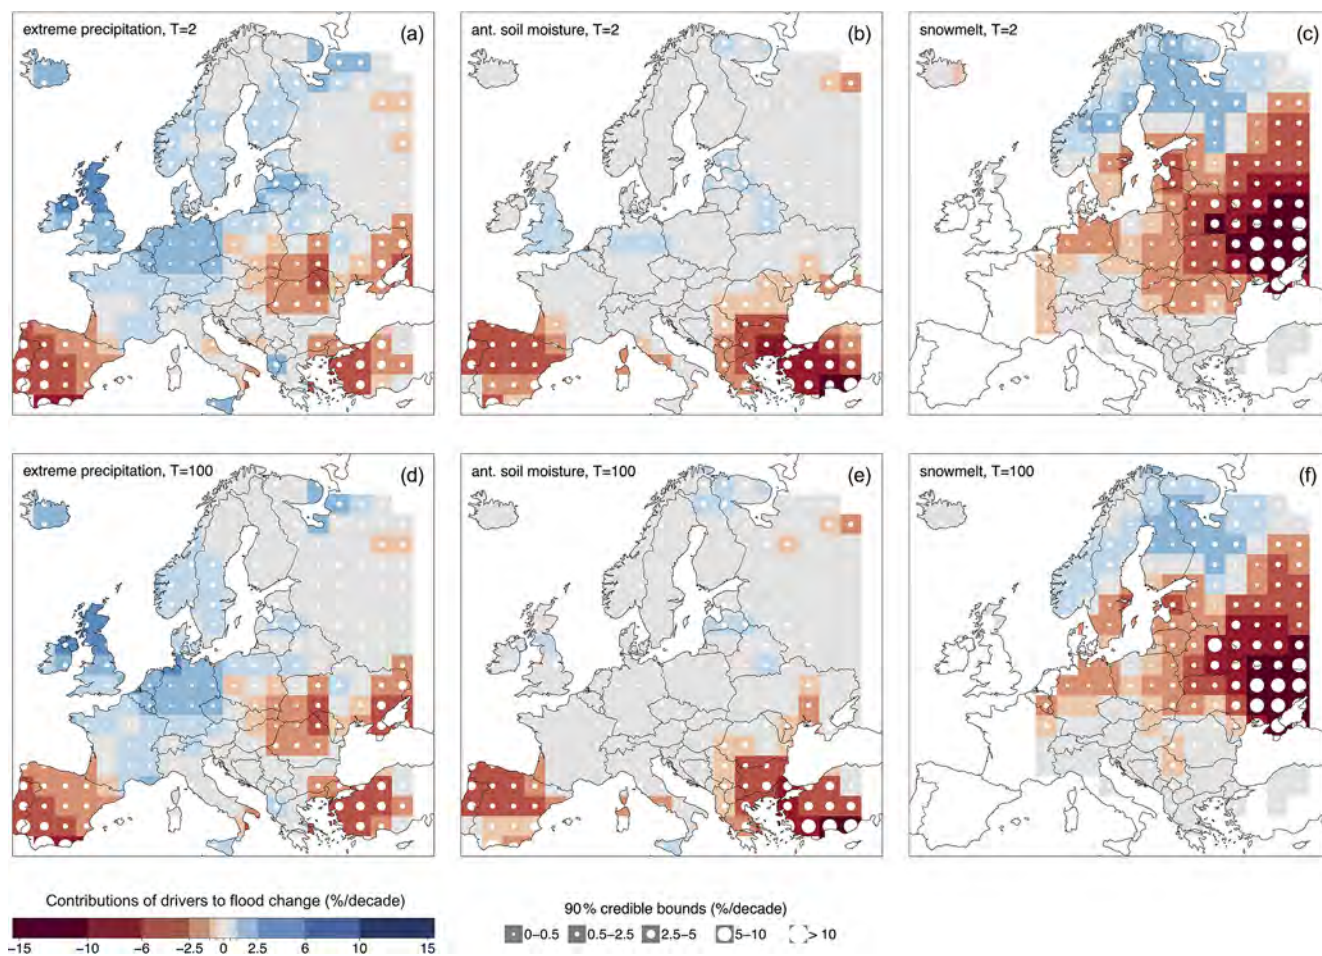 extreme precipitation, T=2 (a)
ant. soil moisture, T=2 (b)
snowmelt, T=2 (c)
extreme precipitation, T=100 (d)
ant. soil moisture, T=100 (e)
snowmelt, T=100 (f)
Contributions of drivers to flood change (%/decade)
−15 −10 −6 −2.5 0 2.5 6 10 15
90% credible bounds (%/decade)
0−0.5 0.5−2.5 2.5−5 5−10 > 10